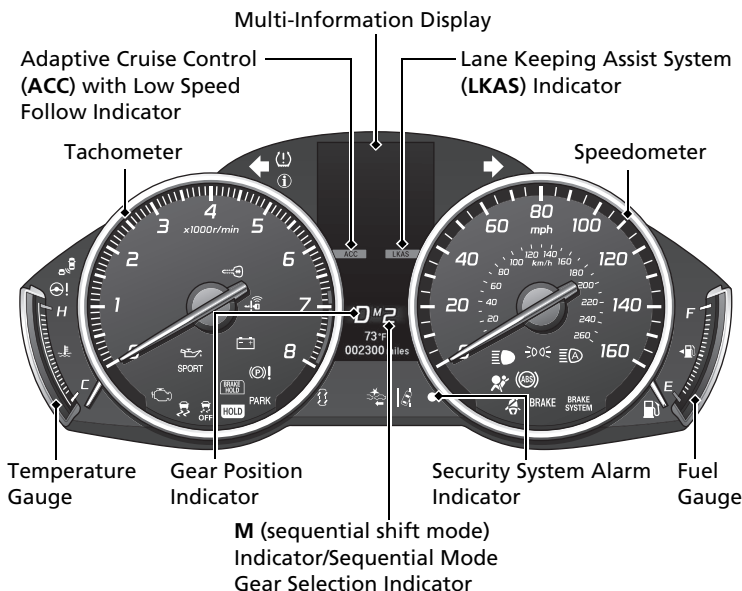 Multi-Information Display
Adaptive Cruise Control
(ACC) with Low Speed
Follow Indicator
Lane Keeping Assist System
(LKAS) Indicator
Tachometer
Speedometer
x1000r/min
0
1
2
3
4
5
6
7
8
ACC
LKAS
mph
0
20
40
60
80
100
120
140
160
km/h
20
40
60
80
100
120
140
160
180
200
220
240
260
H
C
F
E
D M 2
73°F
002300 miles
SPORT
BRAKE
HOLD
HOLD
PARK
OFF
(P)!
A
ABS
BRAKE
BRAKE
SYSTEM
Temperature
Gauge
Gear Position
Indicator
Security System Alarm
Indicator
Fuel
Gauge
M (sequential shift mode)
Indicator/Sequential Mode
Gear Selection Indicator